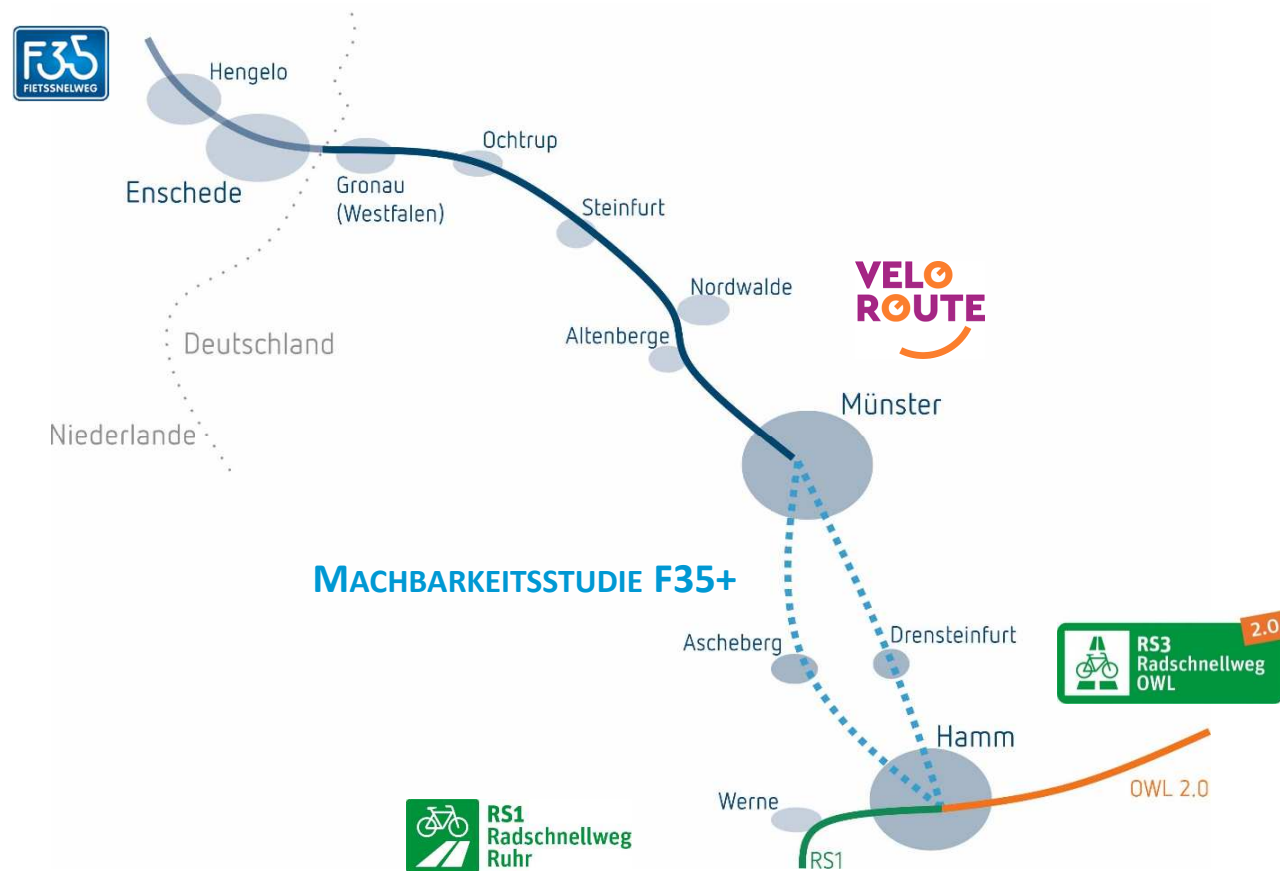 F35
FIETSSNELWEG
Hengelo
Enschede
Gronau
(Westfalen)
Ochtrup
Steinfurt
Nordwalde
Altenberge
VELO
ROUTE
Deutschland
Niederlande
Münster
MACHBARKEITSSTUDIE F35+
Ascheberg
Drensteinfurt
2.0
RS3
Radschnellweg
OWL
Hamm
OWL 2.0
Werne
RS1
RS1
Radschnellweg
Ruhr